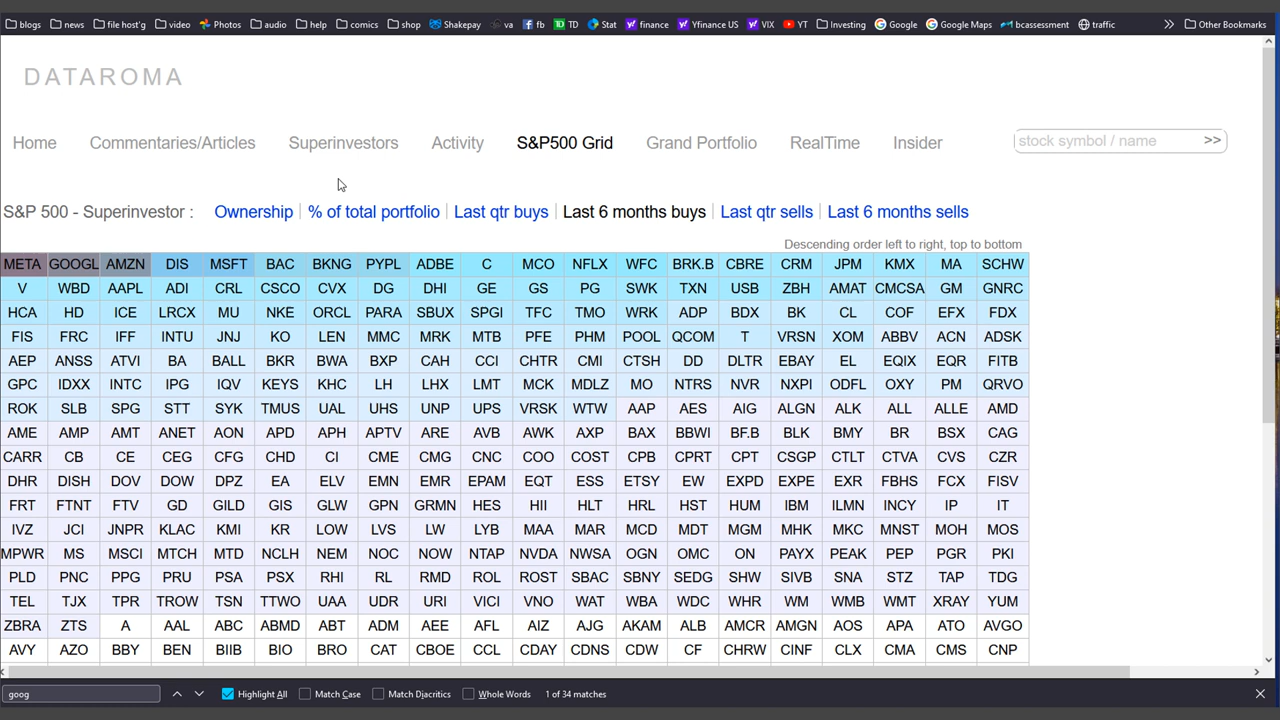 blogs news file host'g video Photos audio help comics shop Shakepay va fb TD Stat finance Yfinance US VIX Investing YT Google Google Maps bcassessment traffic >> Other Bookmarks
DATAROMA
Home Commentaries/Articles Superinvestors Activity S&P500 Grid Grand Portfolio RealTime Insider stock symbol / name >>
S&P 500 - Superinvestor : Ownership | % of total portfolio | Last qtr buys | Last 6 months buys | Last qtr sells | Last 6 months sells
Descending order left to right, top to bottom
META GOOGL AMZN DIS MSFT BAC BKNG PYPL ADBE C MCO NFLX WFC BRK.B CBRE CRM JPM KMX MA SCHW
V WBD AAPL ADI CRL CSCO CVX DG DHI GE GS PG SWK TXN USB ZBH AMAT CMCSA GM GNRC
HCA HD ICE LRCX MU NKE ORCL PARA SBUX SPGI TFC TMO WRK ADP BDX BK CL COF EFX FDX
FIS FRC IFF INTU JNJ KO LEN MMC MRK MTB PFE PHM POOL QCOM T VRSN XOM ABBV ACN ADSK
AEP ANSS ATVI BA BALL BKR BWA BXP CAH CCI CHTR CMI CTSH DD DLTR EBAY EL EQIX EQR FITB
GPC IDXX INTC IPG IQV KEYS KHC LH LHX LMT MCK MDLZ MO NTRS NVR NXPI ODFL OXY PM QRVO
ROK SLB SPG STT SYK TMUS UAL UHS UNP UPS VRSK WTW AAP AES AIG ALGN ALK ALL ALLE AMD
AME AMP AMT ANET AON APD APH APTV ARE AVB AWK AXP BAX BBWI BF.B BLK BMY BR BSX CAG
CARR CB CE CEG CFG CHD CI CME CMG CNC COO COST CPB CPRT CPT CSGP CTLT CTVA CVS CZR
DHR DISH DOV DOW DPZ EA ELV EMN EMR EPAM EQT ESS ETSY EW EXPD EXPE EXR FBHS FCX FISV
FRT FTNT FTV GD GILD GIS GLW GPN GRMN HES HII HLT HRL HST HUM IBM ILMN INCY IP IT
IVZ JCI JNPR KLAC KMI KR LOW LVS LW LYB MAA MAR MCD MDT MGM MHK MKC MNST MOH MOS
MPWR MS MSCI MTCH MTD NCLH NEM NOC NOW NTAP NVDA NWSA OGN OMC ON PAYX PEAK PEP PGR PKI
PLD PNC PPG PRU PSA PSX RHI RL RMD ROL ROST SBAC SBNY SEDG SHW SIVB SNA STZ TAP TDG
TEL TJX TPR TROW TSN TTWO UAA UDR URI VICI VNO WAT WBA WDC WHR WM WMB WMT XRAY YUM
ZBRA ZTS A AAL ABC ABMD ABT ADM AEE AFL AIZ AJG AKAM ALB AMCR AMGN AOS APA ATO AVGO
AVY AZO BBY BEN BIIB BIO BRO CAT CBOE CCL CDAY CDNS CDW CF CHRW CINF CLX CMA CMS CNP
goog Highlight All Match Case Match Diacritics Whole Words 1 of 34 matches